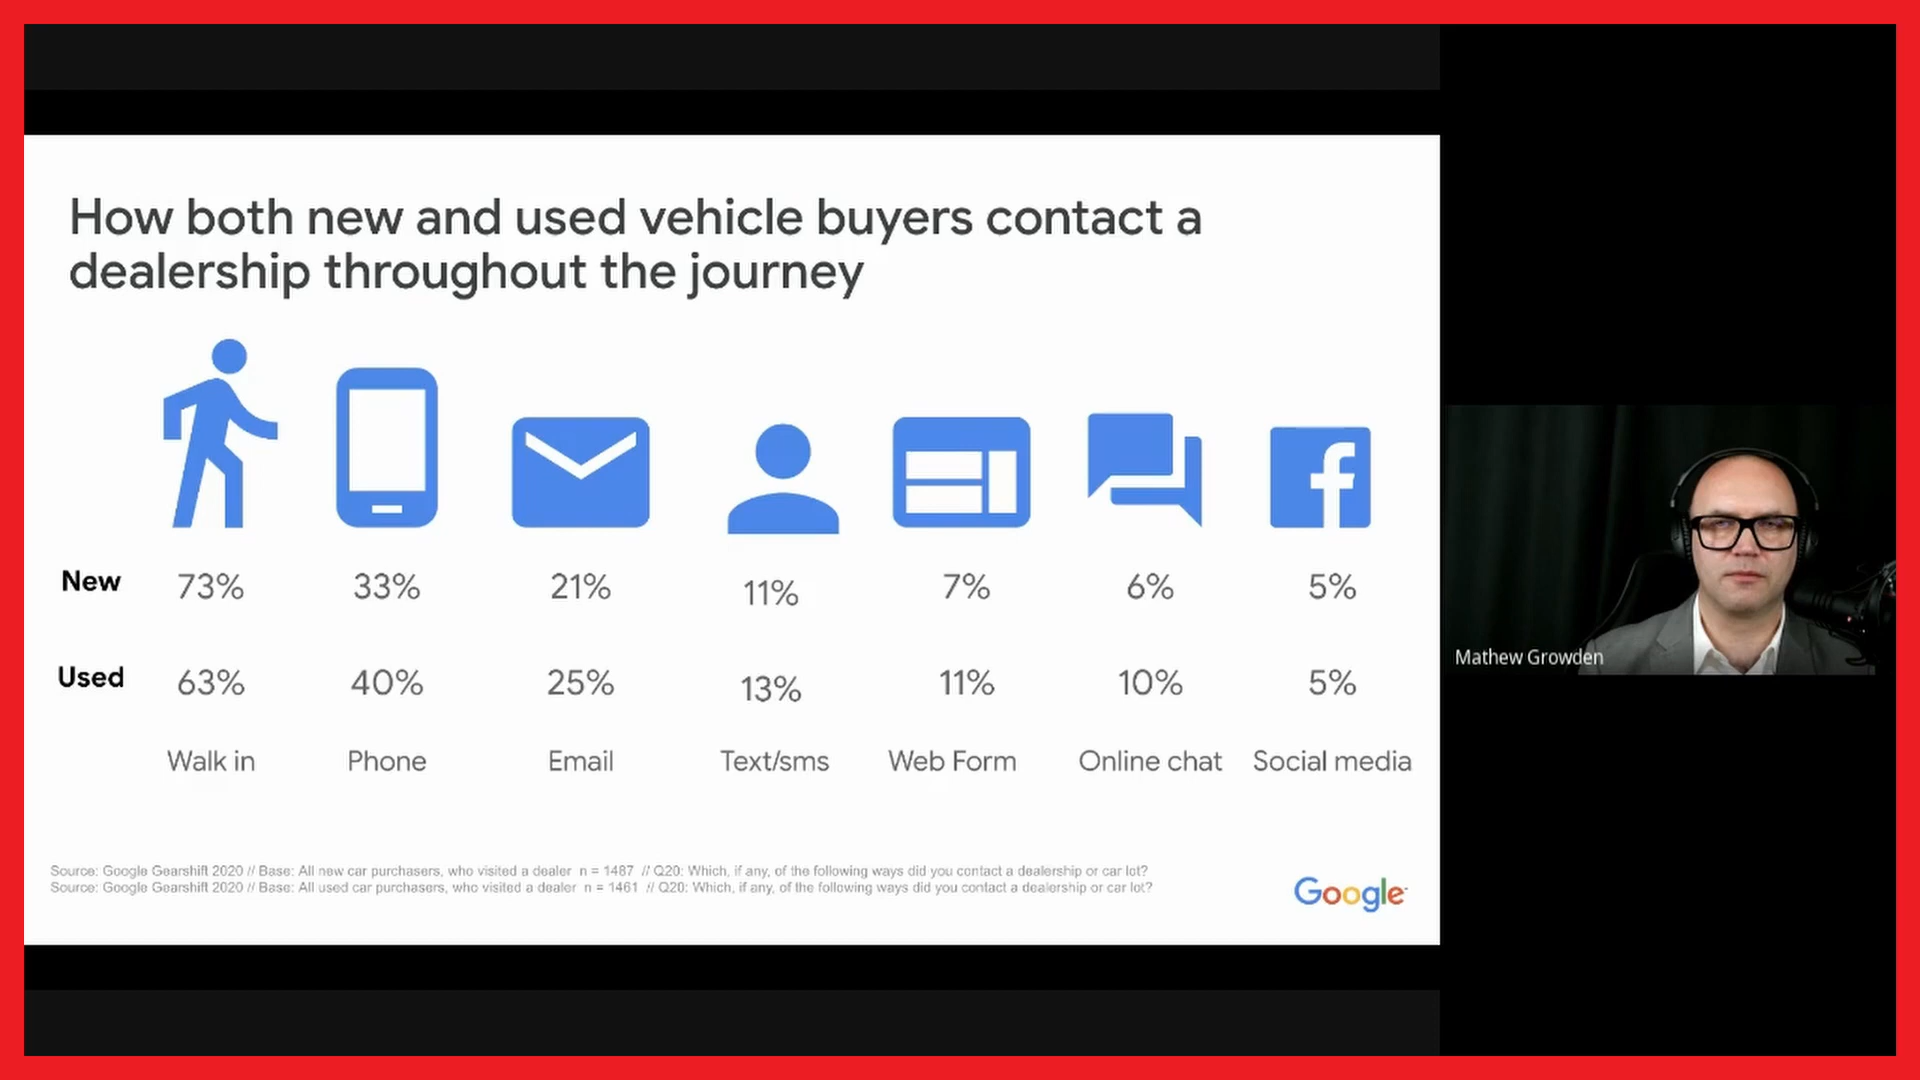 How both new and used vehicle buyers contact a
dealership throughout the journey
New 73% 33% 21% 11% 7% 6% 5%
Used 63% 40% 25% 13% 11% 10% 5%
Walk in Phone Email Text/sms Web Form Online chat Social media
Source: Google Gearshift 2020 // Base: All new car purchasers, who visited a dealer n = 1487 // Q20: Which, if any, of the following ways did you contact a dealership or car lot?
Source: Google Gearshift 2020 // Base: All used car purchasers, who visited a dealer n = 1461 // Q20: Which, if any, of the following ways did you contact a dealership or car lot?
Google
Mathew Growden